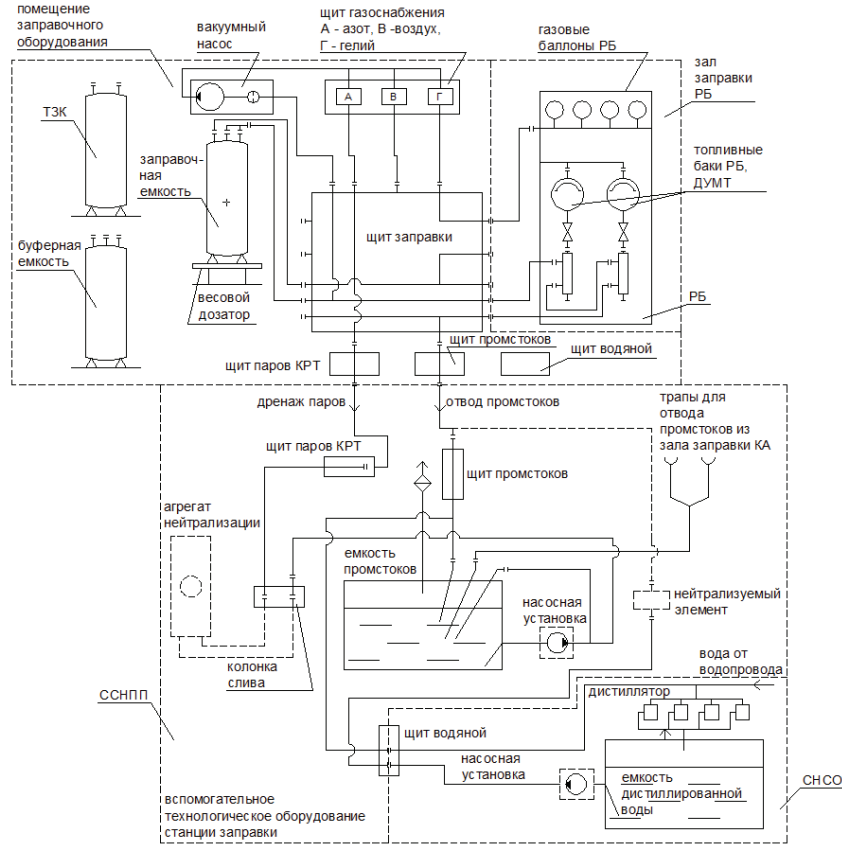 помещение
заправочного
оборудования
вакуумный
насос
щит газоснабжения
А - азот, В -воздух,
Г - гелий
газовые
баллоны РБ
зал
заправки
РБ
ТЗК
А
В
Г
заправоч-
ная
емкость
топливные
баки РБ,
ДУМТ
щит заправки
буферная
емкость
весовой
дозатор
РБ
щит паров КРТ
щит промстоков
щит водяной
дренаж паров
отвод промстоков
трапы для
отвода
промстоков из
зала заправки КА
щит паров КРТ
щит промстоков
агрегат
нейтрализации
емкость
промстоков
насосная
установка
нейтрализуемый
элемент
колонка
слива
ССНПП
вода от
водопровода
дистиллятор
щит водяной
насосная
установка
емкость
дистиллированной
воды
СНСО
вспомогательное
технологическое оборудование
станции заправки